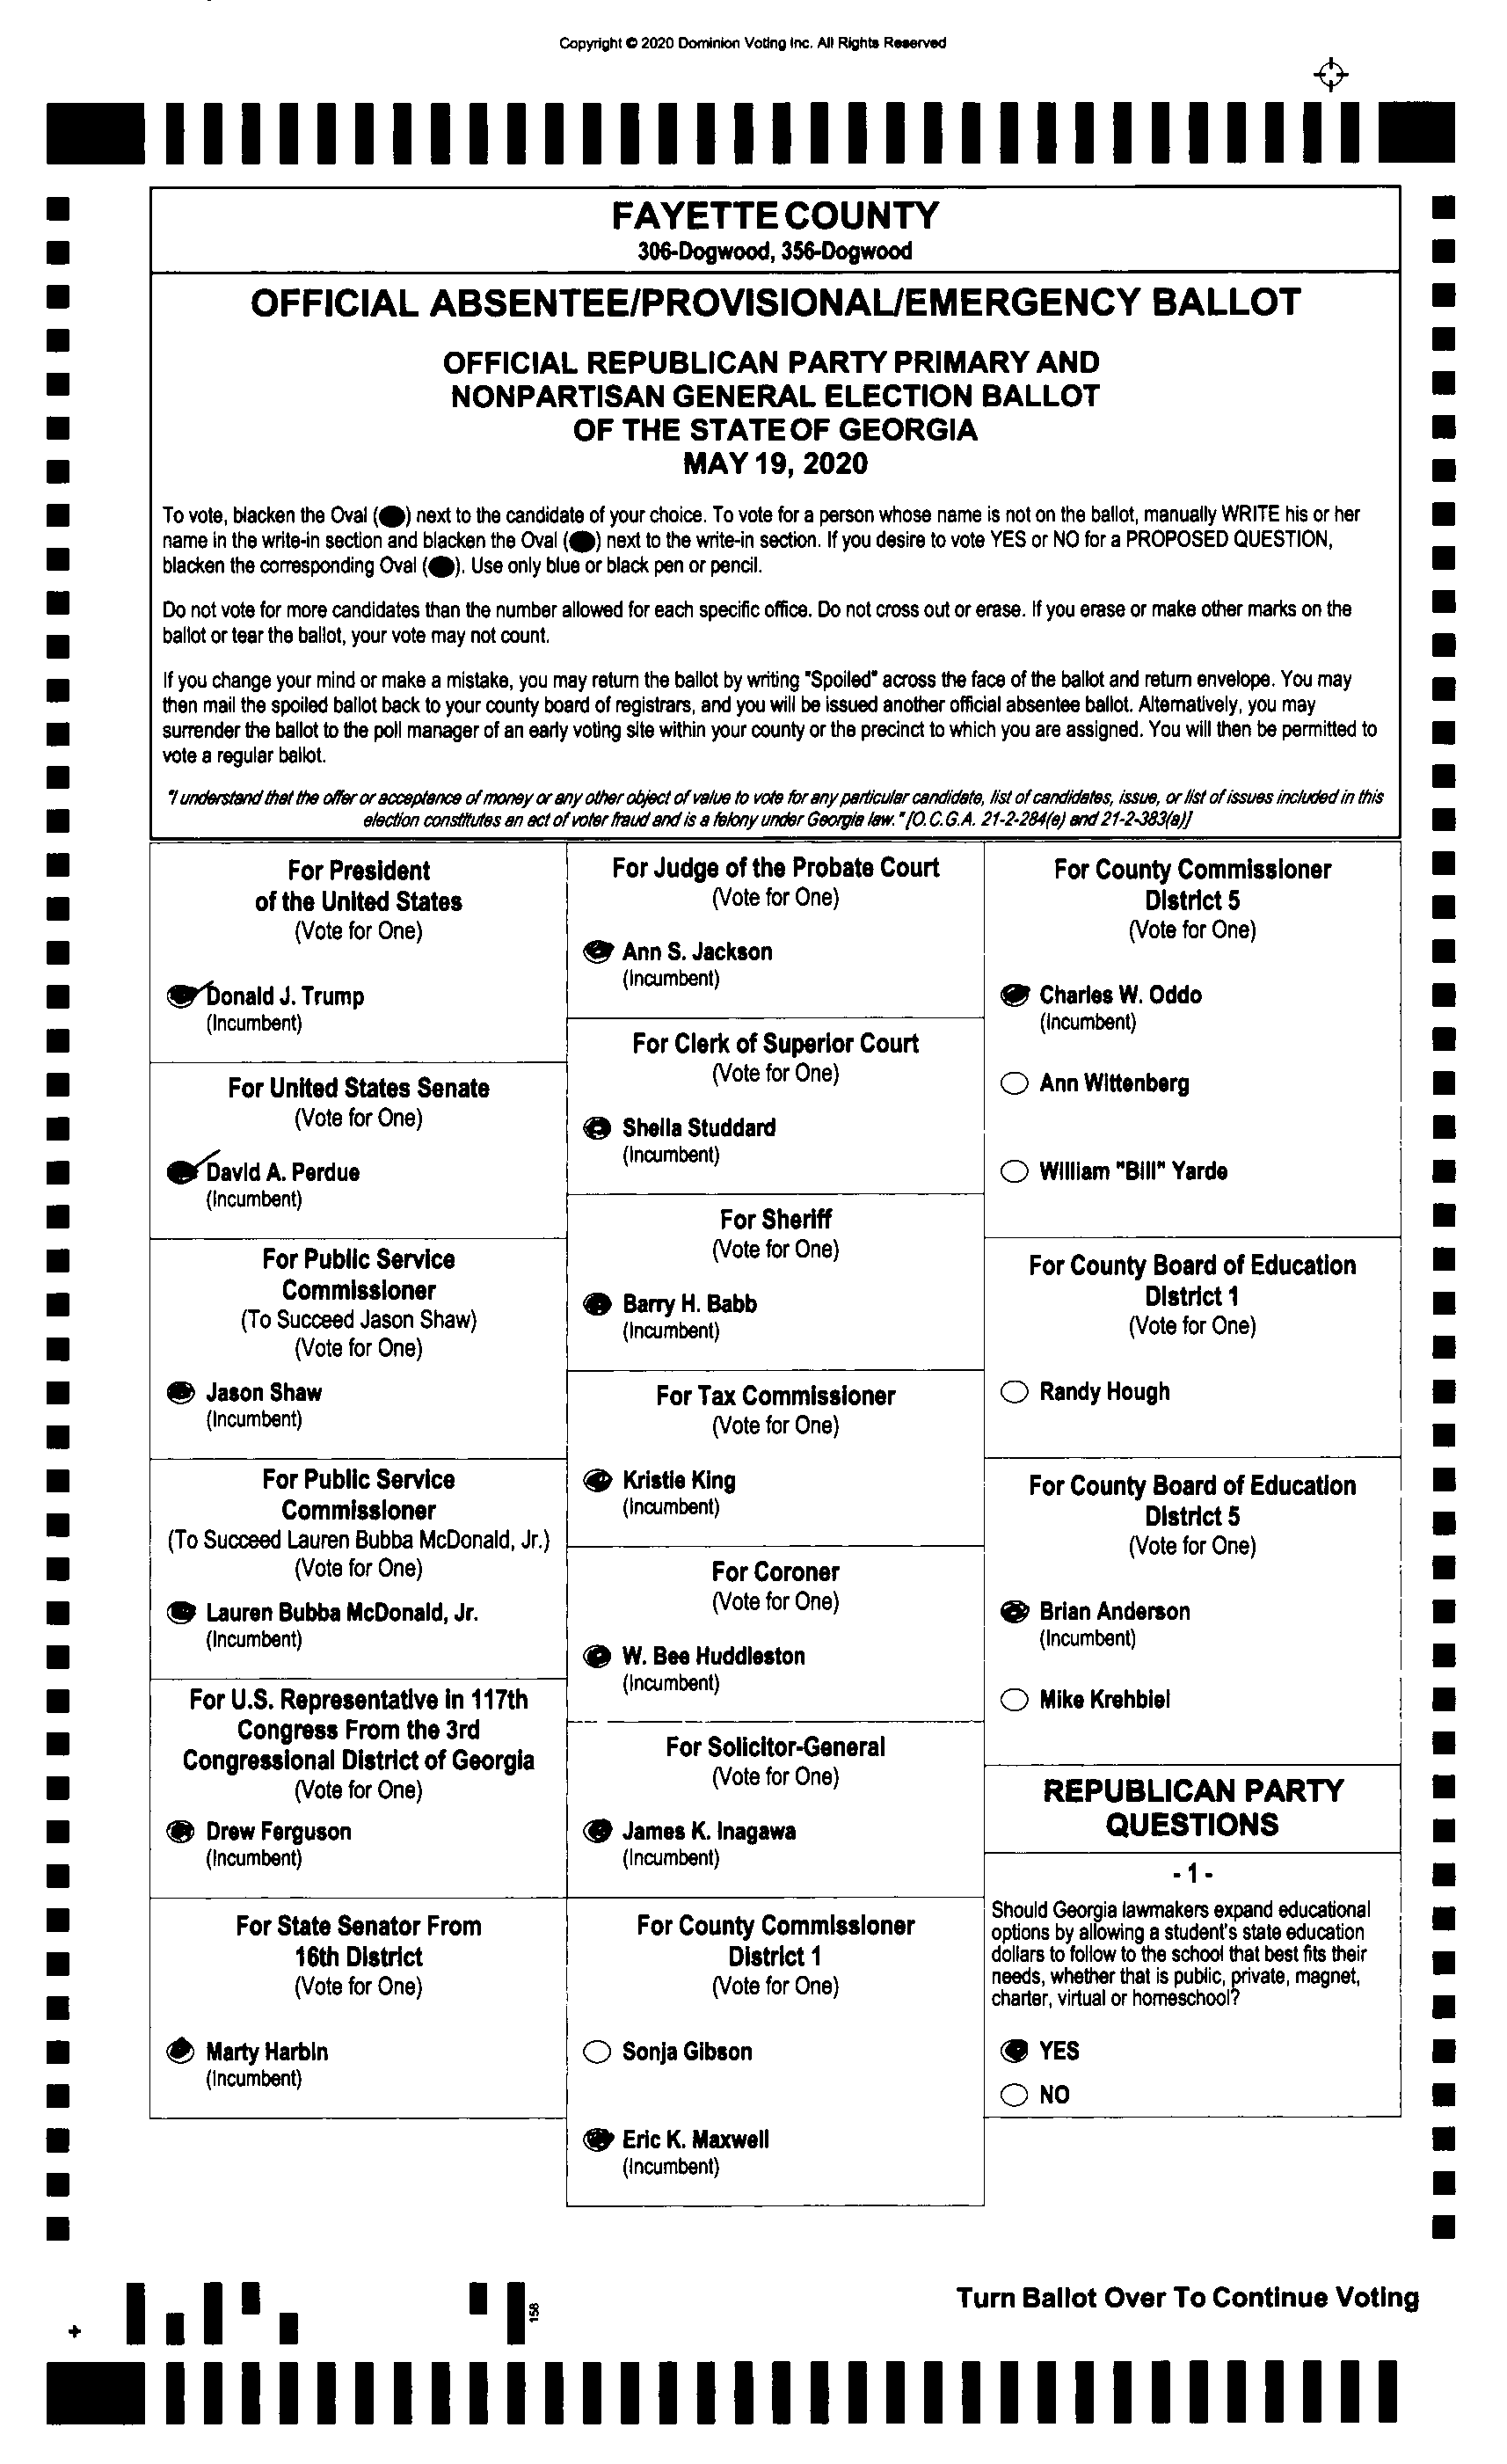 Copyright © 2020 Dominion Voting Inc. All Rights Reserved
FAYETTE COUNTY
306-Dogwood, 356-Dogwood
OFFICIAL ABSENTEE/PROVISIONAL/EMERGENCY BALLOT
OFFICIAL REPUBLICAN PARTY PRIMARY AND
NONPARTISAN GENERAL ELECTION BALLOT
OF THE STATE OF GEORGIA
MAY 19, 2020
To vote, blacken the Oval ( ) next to the candidate of your choice. To vote for a person whose name is not on the ballot, manually WRITE his or her
name in the write-in section and blacken the Oval ( ) next to the write-in section. If you desire to vote YES or NO for a PROPOSED QUESTION,
blacken the corresponding Oval ( ). Use only blue or black pen or pencil.
Do not vote for more candidates than the number allowed for each specific office. Do not cross out or erase. If you erase or make other marks on the
ballot or tear the ballot, your vote may not count.
If you change your mind or make a mistake, you may return the ballot by writing "Spoiled" across the face of the ballot and return envelope. You may
then mail the spoiled ballot back to your county board of registrars, and you will be issued another official absentee ballot. Alternatively, you may
surrender the ballot to the poll manager of an early voting site within your county or the precinct to which you are assigned. You will then be permitted to
vote a regular ballot.
"I understand that the offer or acceptance of money or any other object of value to vote for any particular candidate, list of candidates, issue, or list of issues included in this
election constitutes an act of voter fraud and is a felony under Georgia law." [O.C.G.A. 21-2-284(e) and 21-2-383(a)]
For President
of the United States
(Vote for One)
Donald J. Trump
(Incumbent)
For United States Senate
(Vote for One)
David A. Perdue
(Incumbent)
For Public Service
Commissioner
(To Succeed Jason Shaw)
(Vote for One)
Jason Shaw
(Incumbent)
For Public Service
Commissioner
(To Succeed Lauren Bubba McDonald, Jr.)
(Vote for One)
Lauren Bubba McDonald, Jr.
(Incumbent)
For U.S. Representative in 117th
Congress From the 3rd
Congressional District of Georgia
(Vote for One)
Drew Ferguson
(Incumbent)
For State Senator From
16th District
(Vote for One)
Marty Harbin
(Incumbent)
For Judge of the Probate Court
(Vote for One)
Ann S. Jackson
(Incumbent)
For Clerk of Superior Court
(Vote for One)
Sheila Studdard
(Incumbent)
For Sheriff
(Vote for One)
Barry H. Babb
(Incumbent)
For Tax Commissioner
(Vote for One)
Kristie King
(Incumbent)
For Coroner
(Vote for One)
W. Bee Huddleston
(Incumbent)
For Solicitor-General
(Vote for One)
James K. Inagawa
(Incumbent)
For County Commissioner
District 1
(Vote for One)
Sonja Gibson
Eric K. Maxwell
(Incumbent)
For County Commissioner
District 5
(Vote for One)
Charles W. Oddo
(Incumbent)
Ann Wittenberg
William "Bill" Yarde
For County Board of Education
District 1
(Vote for One)
Randy Hough
For County Board of Education
District 5
(Vote for One)
Brian Anderson
(Incumbent)
Mike Krehbiel
REPUBLICAN PARTY
QUESTIONS
- 1 -
Should Georgia lawmakers expand educational
options by allowing a student's state education
dollars to follow to the school that best fits their
needs, whether that is public, private, magnet,
charter, virtual or homeschool?
YES
NO
Turn Ballot Over To Continue Voting
158